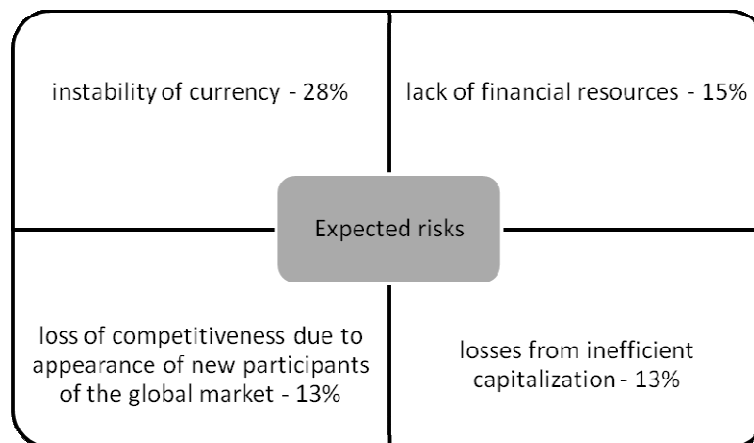 instability of currency - 28%
lack of financial resources - 15%
Expected risks
loss of competitiveness due to
appearance of new participants
of the global market - 13%
losses from inefficient
capitalization - 13%